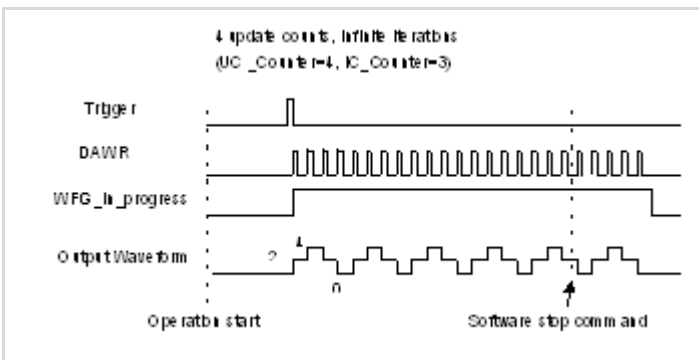 4 update counts, infinite iterations
(UC_Counter=4, IC_Counter=3)
Trigger
DAWR
WFG_in_progress
Output Waveform
2
4
0
Operation start
Software stop command